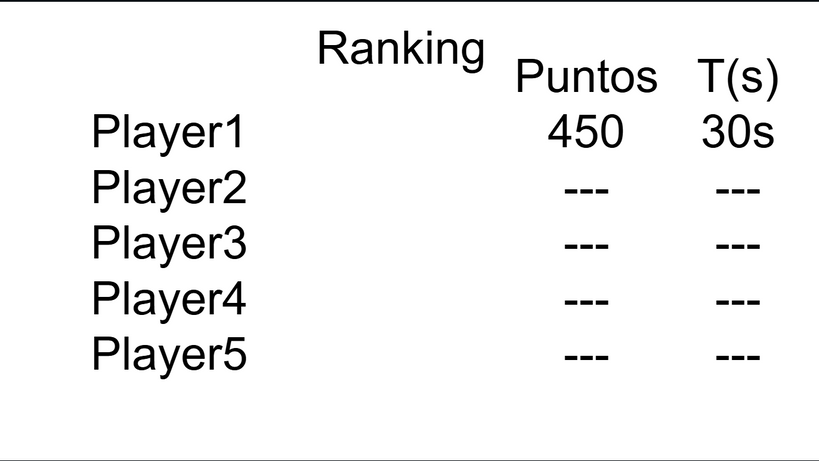 Ranking
Puntos T(s)
Player1 450 30s
Player2 --- ---
Player3 --- ---
Player4 --- ---
Player5 --- ---